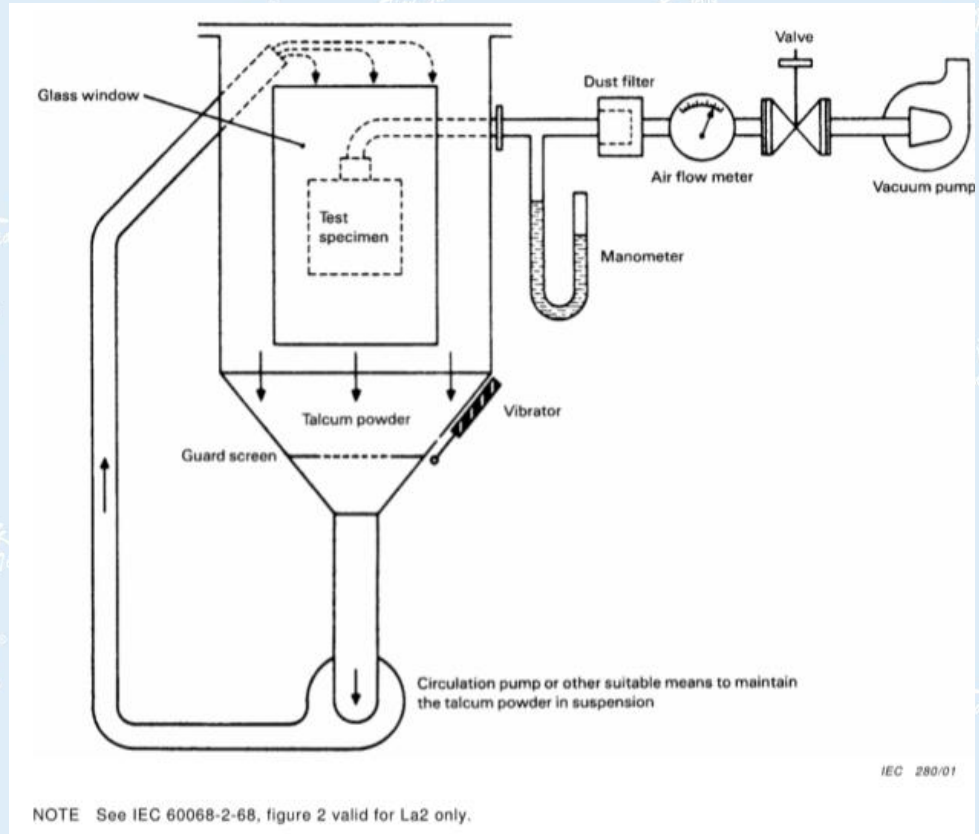 Valve
Glass window
Dust filter
Air flow meter
Vacuum pump
Test
specimen
Manometer
Talcum powder
Vibrator
Guard screen
Circulation pump or other suitable means to maintain
the talcum powder in suspension
IEC 280/01
NOTE See IEC 60068-2-68, figure 2 valid for La2 only.